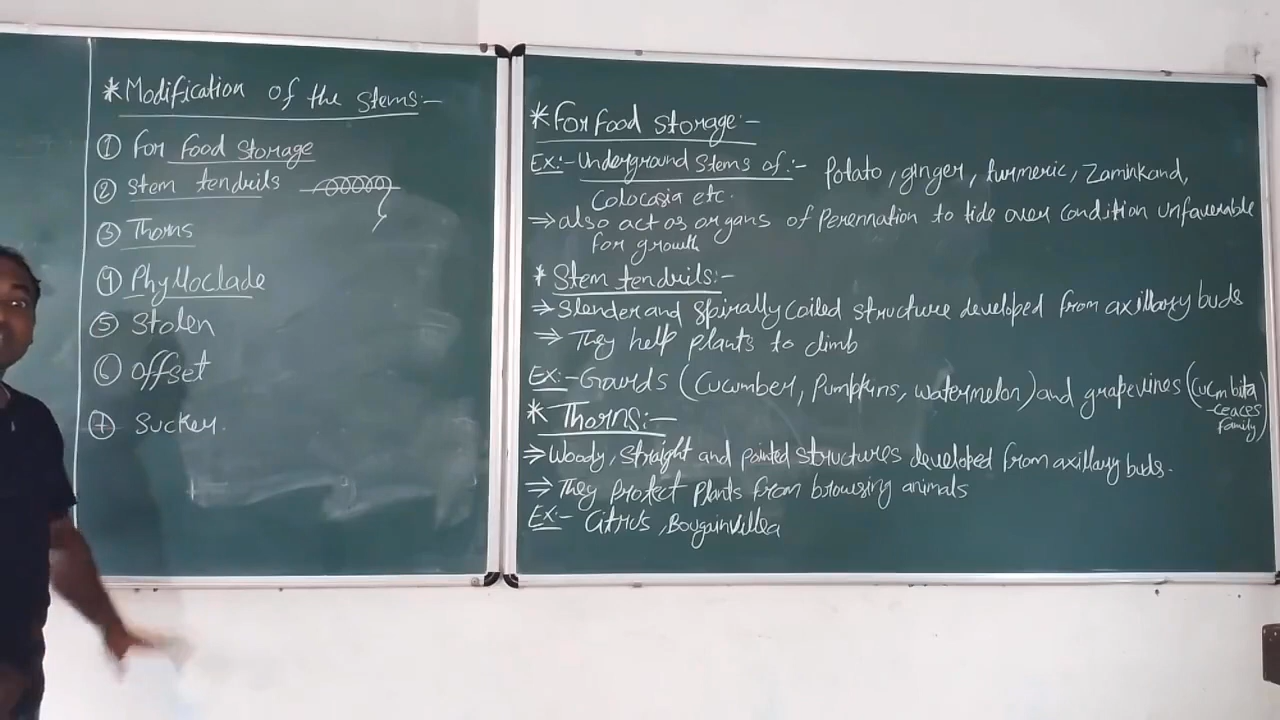 *Modification of the Stems:-
① For Food Storage
② Stem tendrils
③ Thorns
④ Phylloclade
⑤ Stolen
⑥ Offset
⑦ Sucker.
*For Food Storage:-
Ex:- Underground Stems of:- Potato, ginger, turmeric, Zaminkand,
Colocasia etc.
⇒ also act as organs of Perennation to tide over condition Unfavorable
for growth
* Stem tendrils:-
⇒ Slender and Spirally Coiled structure developed from axillary buds
⇒ They help plants to climb
Ex:- Gourds (Cucumber, Pumpkins, watermelon) and grapevines (Cucmbita
-ceaces
family)
* Thorns:-
⇒ Woody, Straight and pointed structures developed from axillary buds.
⇒ They Protect Plants from browsing animals
Ex:- Citrus, Bougainvillea